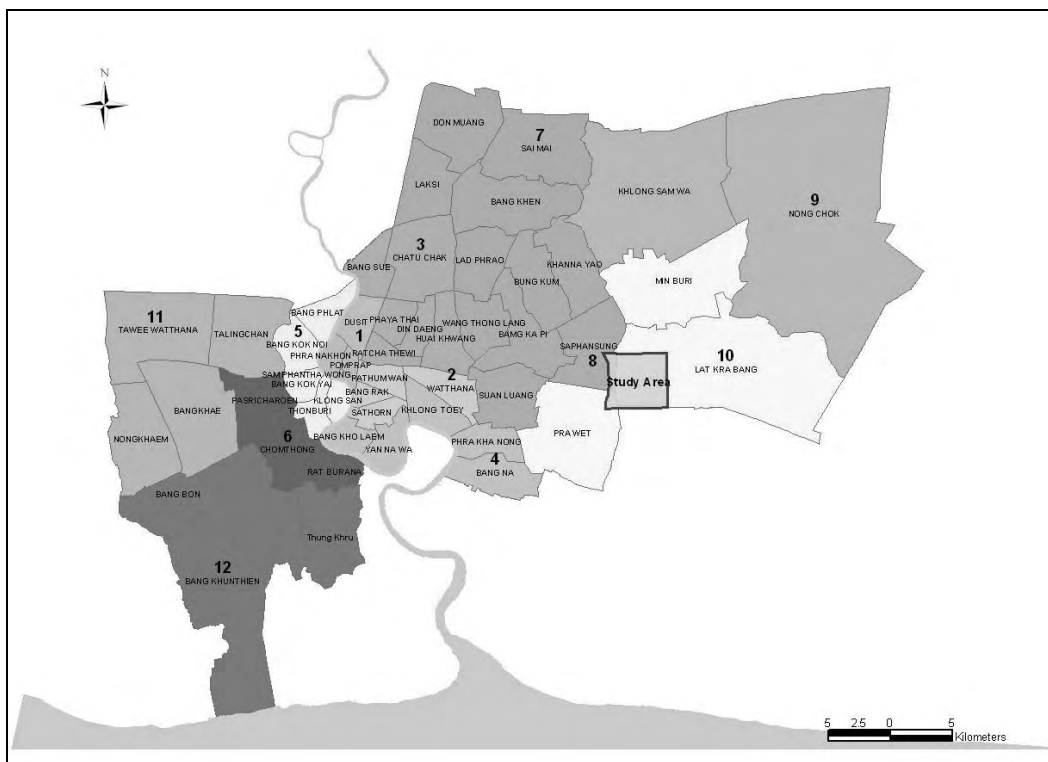 N
DON MUANG
7
SAI MAI
LAKSI
KHLONG SAM WA
9
NONG CHOK
BANG KHEN
3
CHATU CHAK
LAD PHRAO
KHANNA YAO
BANG SUE
BUNG KUM
MIN BURI
11
TAWEE WATTHANA
TALINGCHAN
BANG PHLAT
DUSIT
PHAYA THAI
DIN DAENG
WANG THONG LANG
HUAI KHWANG
BAMG KA PI
5
BANG KOK NOI
1
SAPHANSUNG
PHRA NAKHON
RATCHA THEWI
POMPRAP
8
10
LAT KRA BANG
SAMPHANTHA WONG
PATHUMWAN
2
WATTHANA
Study Area
BANG KOK YAI
BANGKHAE
PASRICHAROEN
KLONG SAN
BANG RAK
SUAN LUANG
THONBURI
SATHORN
KHLONG TOEY
NONGKHAEM
6
CHOMTHONG
BANG KHO LAEM
YAN NA WA
PHRA KHA NONG
PRA WET
4
BANG NA
RAT BURANA
BANG BON
Thung Khru
12
BANG KHUNTHIEN
5 2.5 0 5
Kilometers